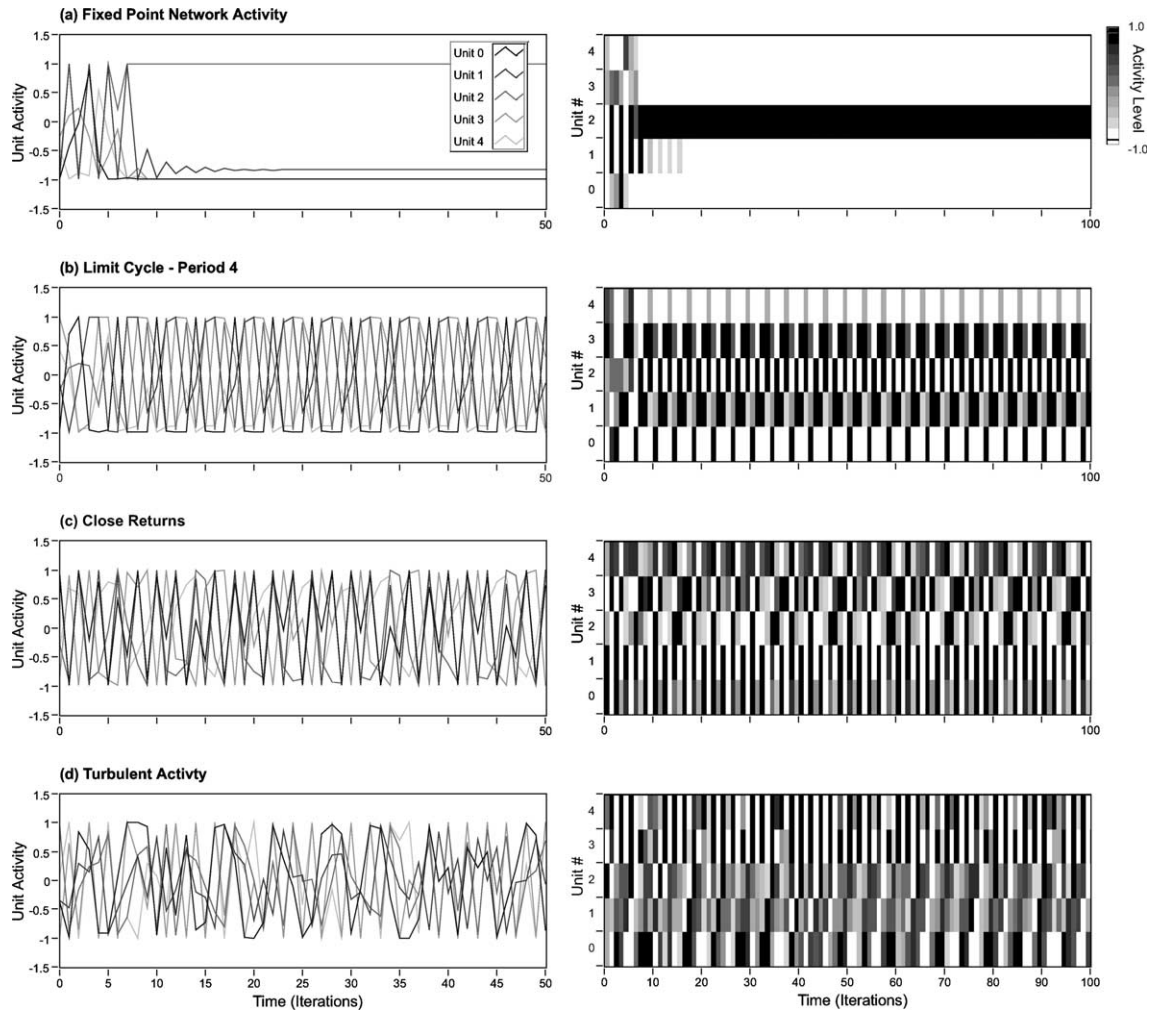 (a) Fixed Point Network Activity
1.5
1
0.5
0
-0.5
-1
-1.5
Unit Activity
Unit 0
Unit 1
Unit 2
Unit 3
Unit 4
0
50
Unit #
4
3
2
1
0
0
100
1.0
-1.0
Activity Level
(b) Limit Cycle - Period 4
1.5
1
0.5
0
-0.5
-1
-1.5
Unit Activity
0
50
Unit #
4
3
2
1
0
0
100
(c) Close Returns
1.5
1
0.5
0
-0.5
-1
-1.5
Unit Activity
0
50
Unit #
4
3
2
1
0
0
100
(d) Turbulent Activty
1.5
1
0.5
0
-0.5
-1
-1.5
Unit Activity
0 5 10 15 20 25 30 35 40 45 50
Time (Iterations)
Unit #
4
3
2
1
0
0 10 20 30 40 50 60 70 80 90 100
Time (Iterations)